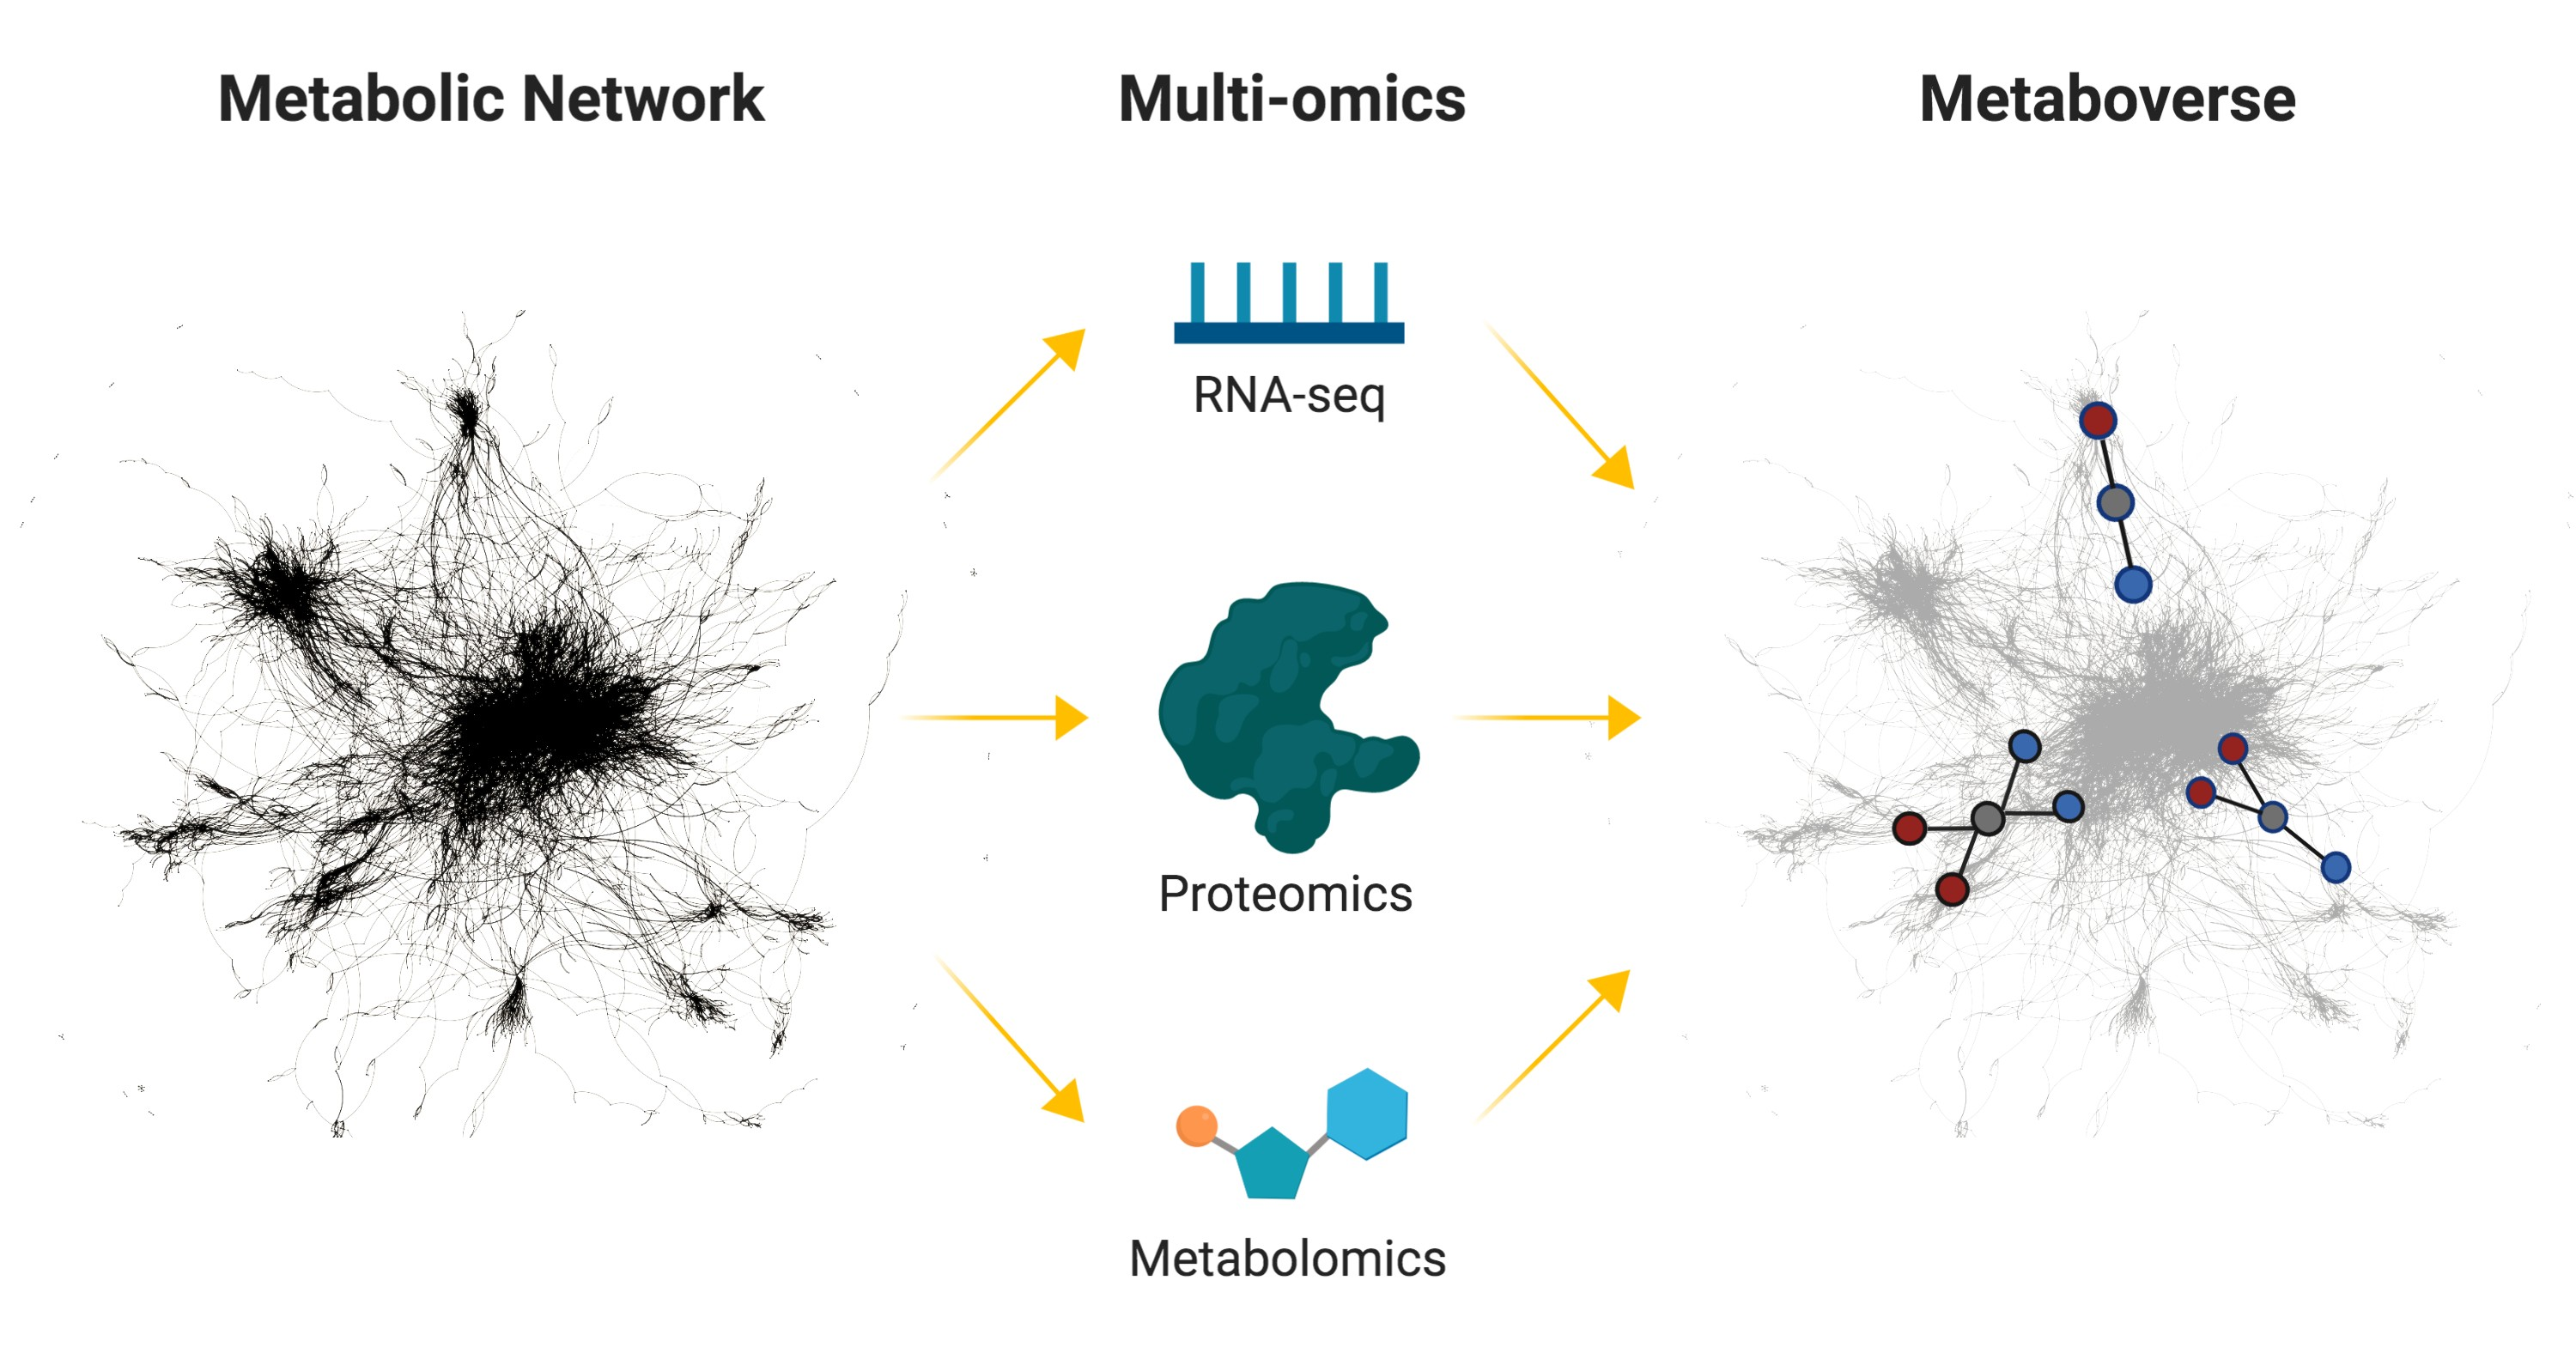 Metabolic Network
Multi-omics
Metaboverse
RNA-seq
Proteomics
Metabolomics